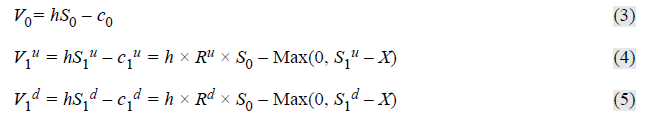 V₀ = hS₀ – c₀ (3)
V₁ᵘ = hS₁ᵘ – c₁ᵘ = h × Rᵘ × S₀ – Max(0, S₁ᵘ – X) (4)
V₁ᵈ = hS₁ᵈ – c₁ᵈ = h × Rᵈ × S₀ – Max(0, S₁ᵈ – X) (5)